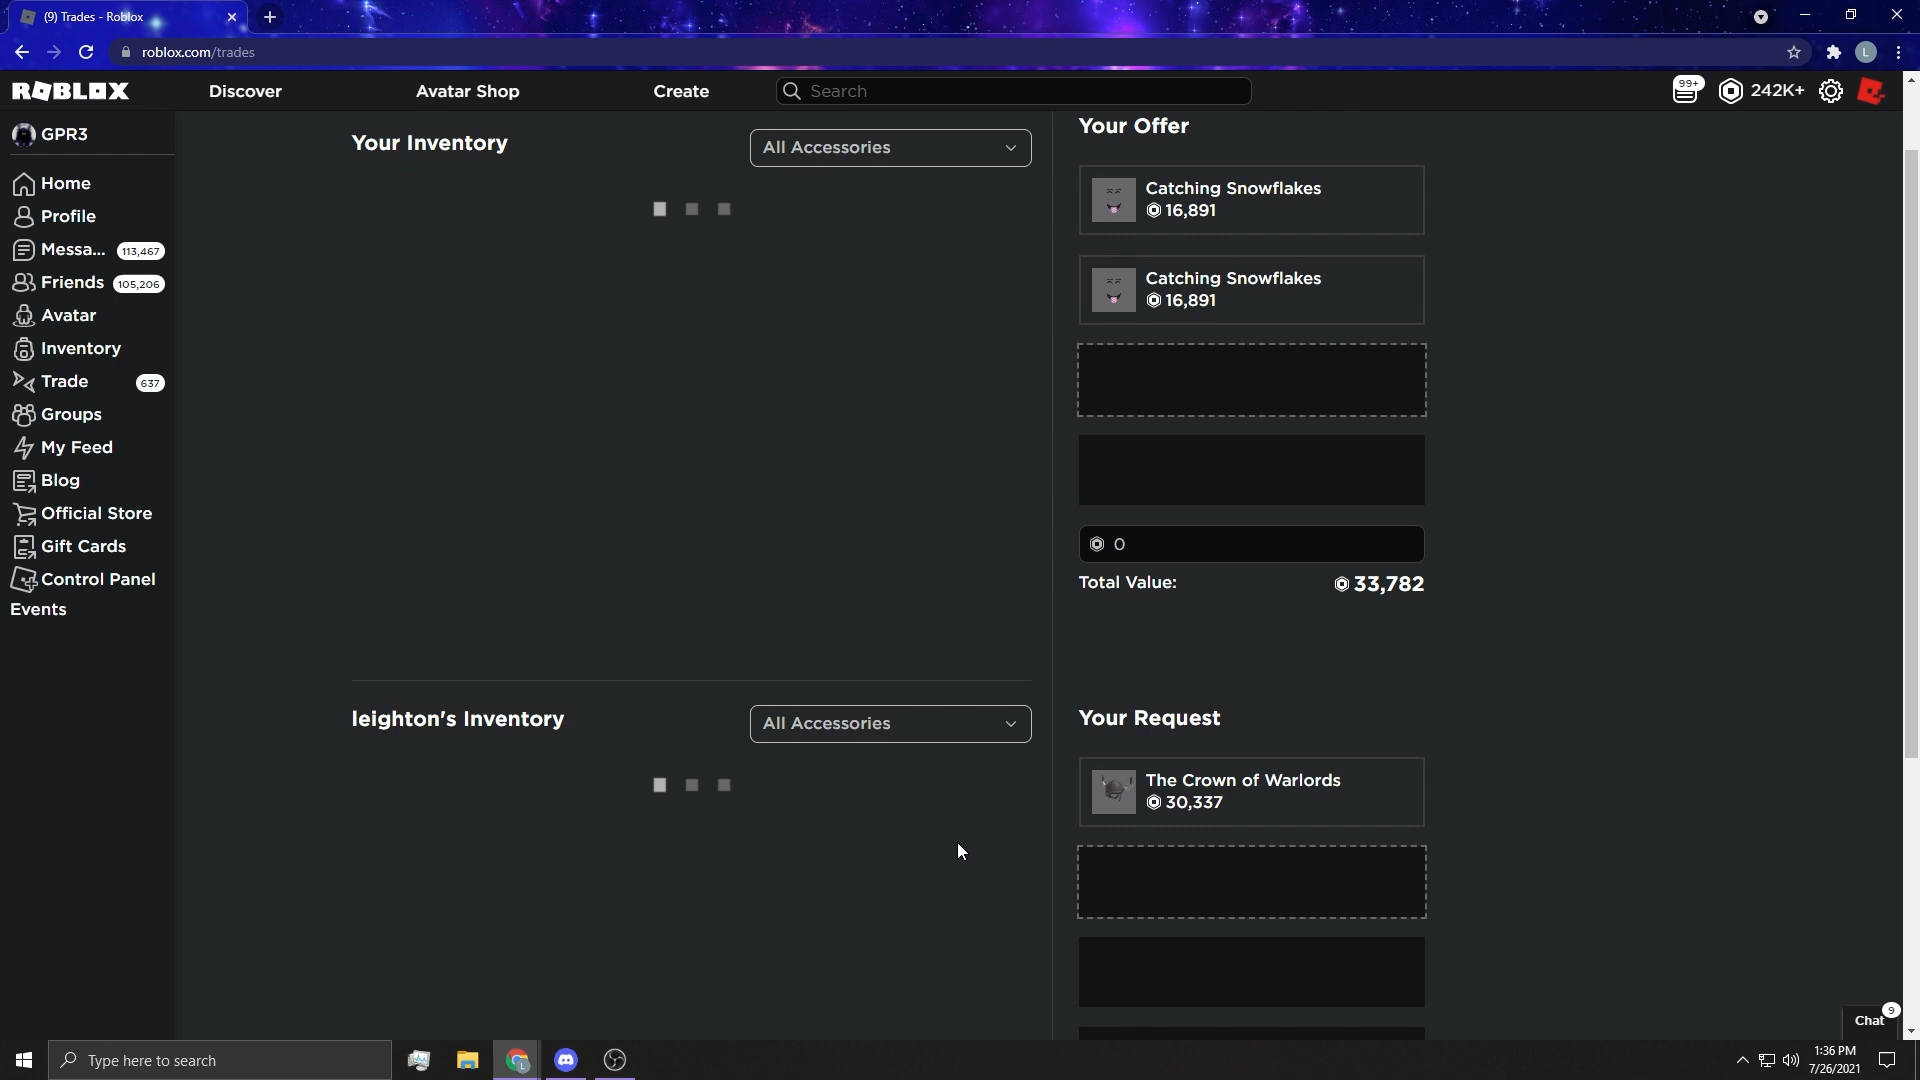 (9) Trades - Roblox
roblox.com/trades
L
ROBLOX
Discover
Avatar Shop
Create
Search
99+
242K+
GPR3
Home
Profile
Messa... 113,467
Friends 105,206
Avatar
Inventory
Trade 637
Groups
My Feed
Blog
Official Store
Gift Cards
Control Panel
Events
Your Inventory
All Accessories
leighton's Inventory
All Accessories
Your Offer
Catching Snowflakes
16,891
Catching Snowflakes
16,891
0
Total Value: 33,782
Your Request
The Crown of Warlords
30,337
Chat 9
Type here to search
L
1:36 PM
7/26/2021